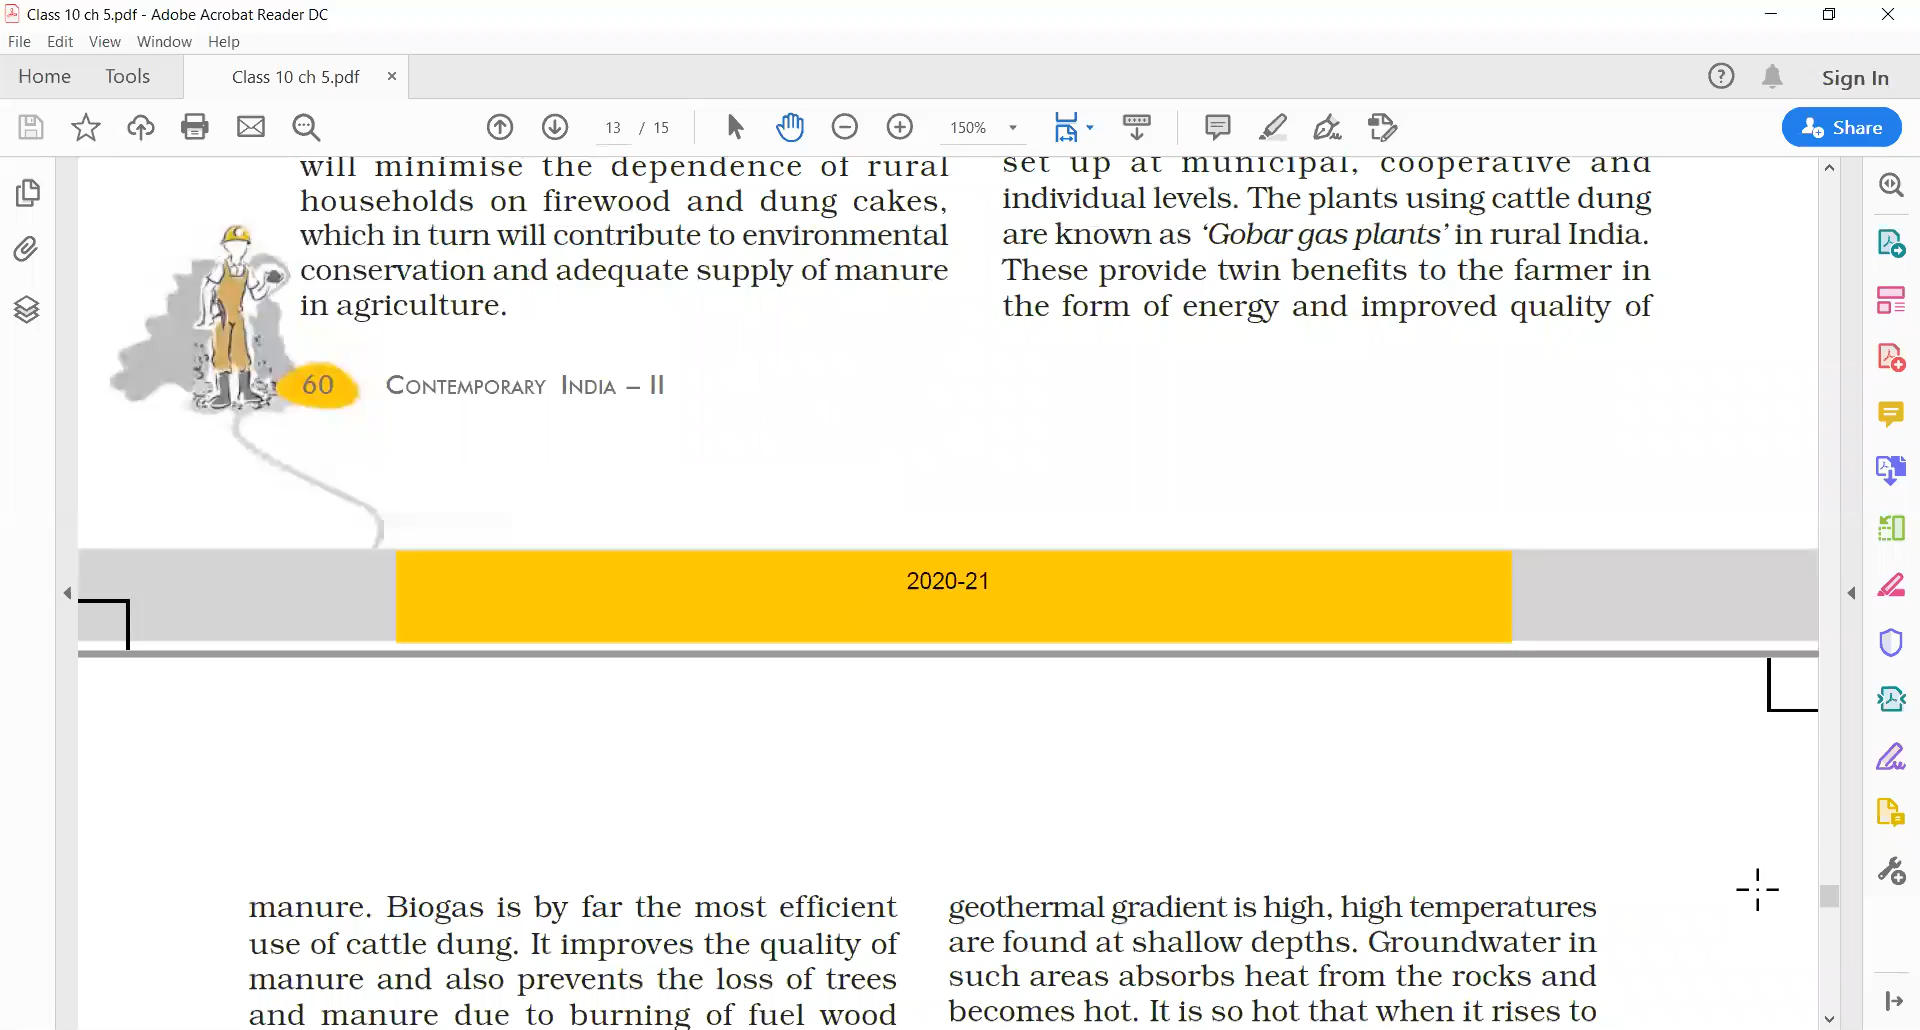 Class 10 ch 5.pdf - Adobe Acrobat Reader DC
File Edit View Window Help
Home Tools Class 10 ch 5.pdf × Sign In
13 / 15 150% Share
will minimise the dependence of rural
households on firewood and dung cakes,
which in turn will contribute to environmental
conservation and adequate supply of manure
in agriculture.
set up at municipal, cooperative and
individual levels. The plants using cattle dung
are known as ‘Gobar gas plants’ in rural India.
These provide twin benefits to the farmer in
the form of energy and improved quality of
60 CONTEMPORARY INDIA – II
2020-21
manure. Biogas is by far the most efficient
use of cattle dung. It improves the quality of
manure and also prevents the loss of trees
and manure due to burning of fuel wood
geothermal gradient is high, high temperatures
are found at shallow depths. Groundwater in
such areas absorbs heat from the rocks and
becomes hot. It is so hot that when it rises to